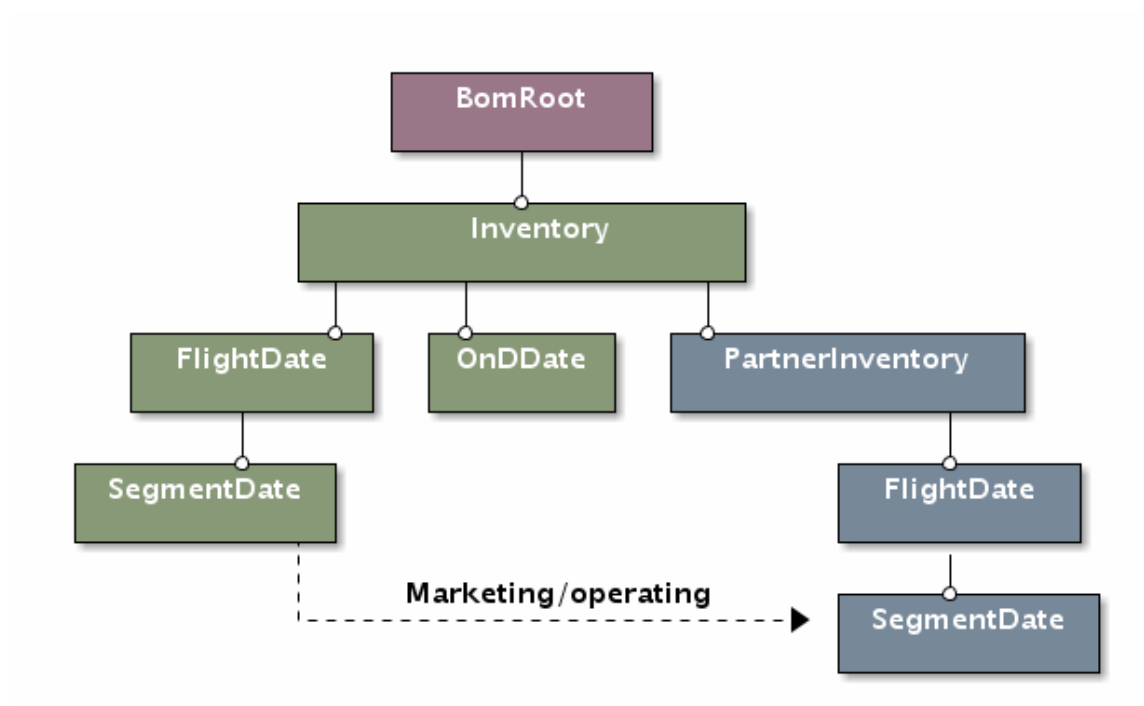 BomRoot
Inventory
FlightDate
OnDDate
PartnerInventory
SegmentDate
FlightDate
Marketing/operating
SegmentDate